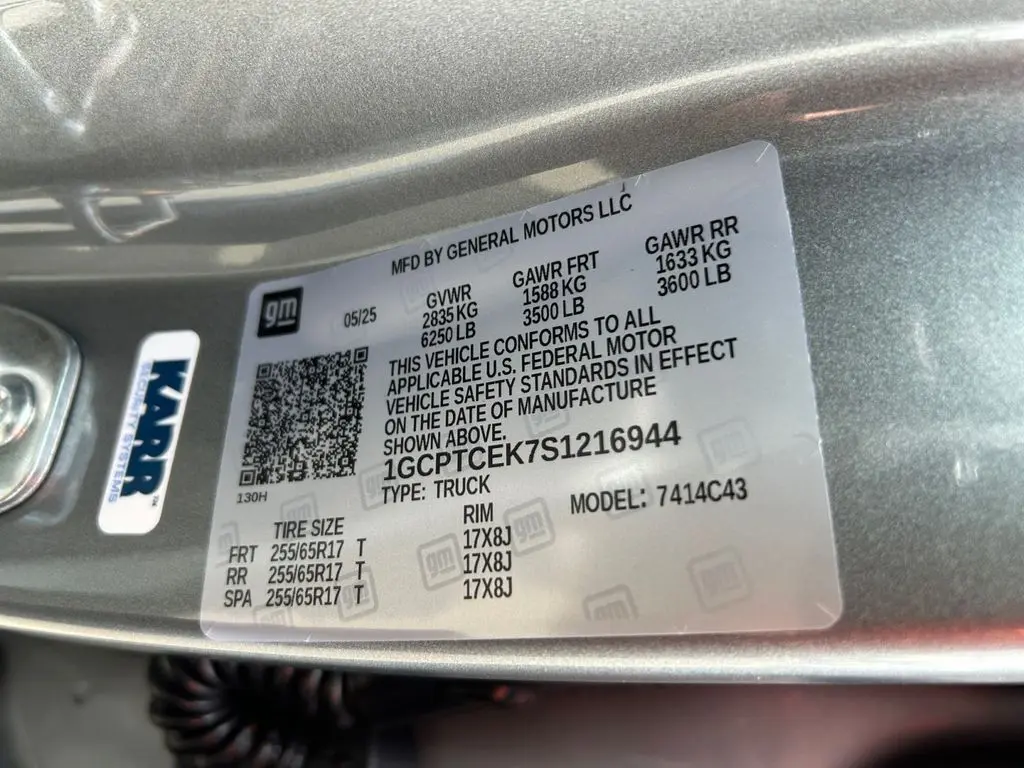 MFD BY GENERAL MOTORS LLC
gm
05/25
GVWR
2835 KG
6250 LB
GAWR FRT
1588 KG
3500 LB
GAWR RR
1633 KG
3600 LB
THIS VEHICLE CONFORMS TO ALL
APPLICABLE U.S. FEDERAL MOTOR
VEHICLE SAFETY STANDARDS IN EFFECT
ON THE DATE OF MANUFACTURE
SHOWN ABOVE.
1GCPTCEK7S1216944
TYPE: TRUCK
MODEL: 7414C43
130H
TIRE SIZE RIM
FRT 255/65R17 T 17X8J
RR 255/65R17 T 17X8J
SPA 255/65R17 T 17X8J
KARR™
SECURITY SYSTEMS